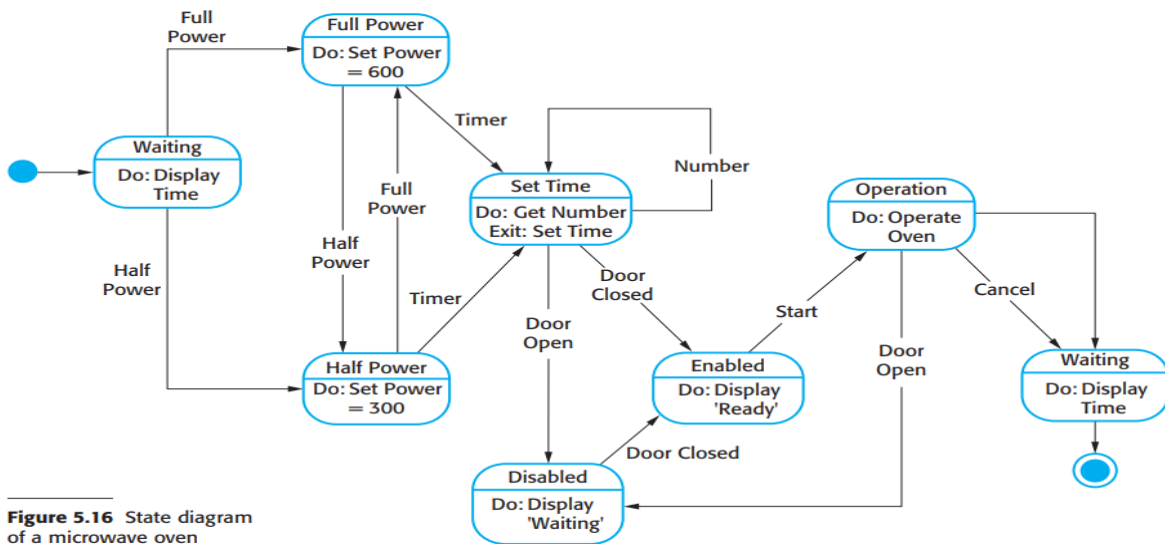 Full
Power
Full Power
Do: Set Power
= 600
Timer
Number
Waiting
Do: Display
Time
Full
Power
Half
Power
Half
Power
Timer
Set Time
Do: Get Number
Exit: Set Time
Operation
Do: Operate
Oven
Door
Closed
Door
Open
Start
Cancel
Door
Open
Half Power
Do: Set Power
= 300
Enabled
Do: Display
'Ready'
Waiting
Do: Display
Time
Door Closed
Disabled
Do: Display
'Waiting'
Figure 5.16 State diagram
of a microwave oven